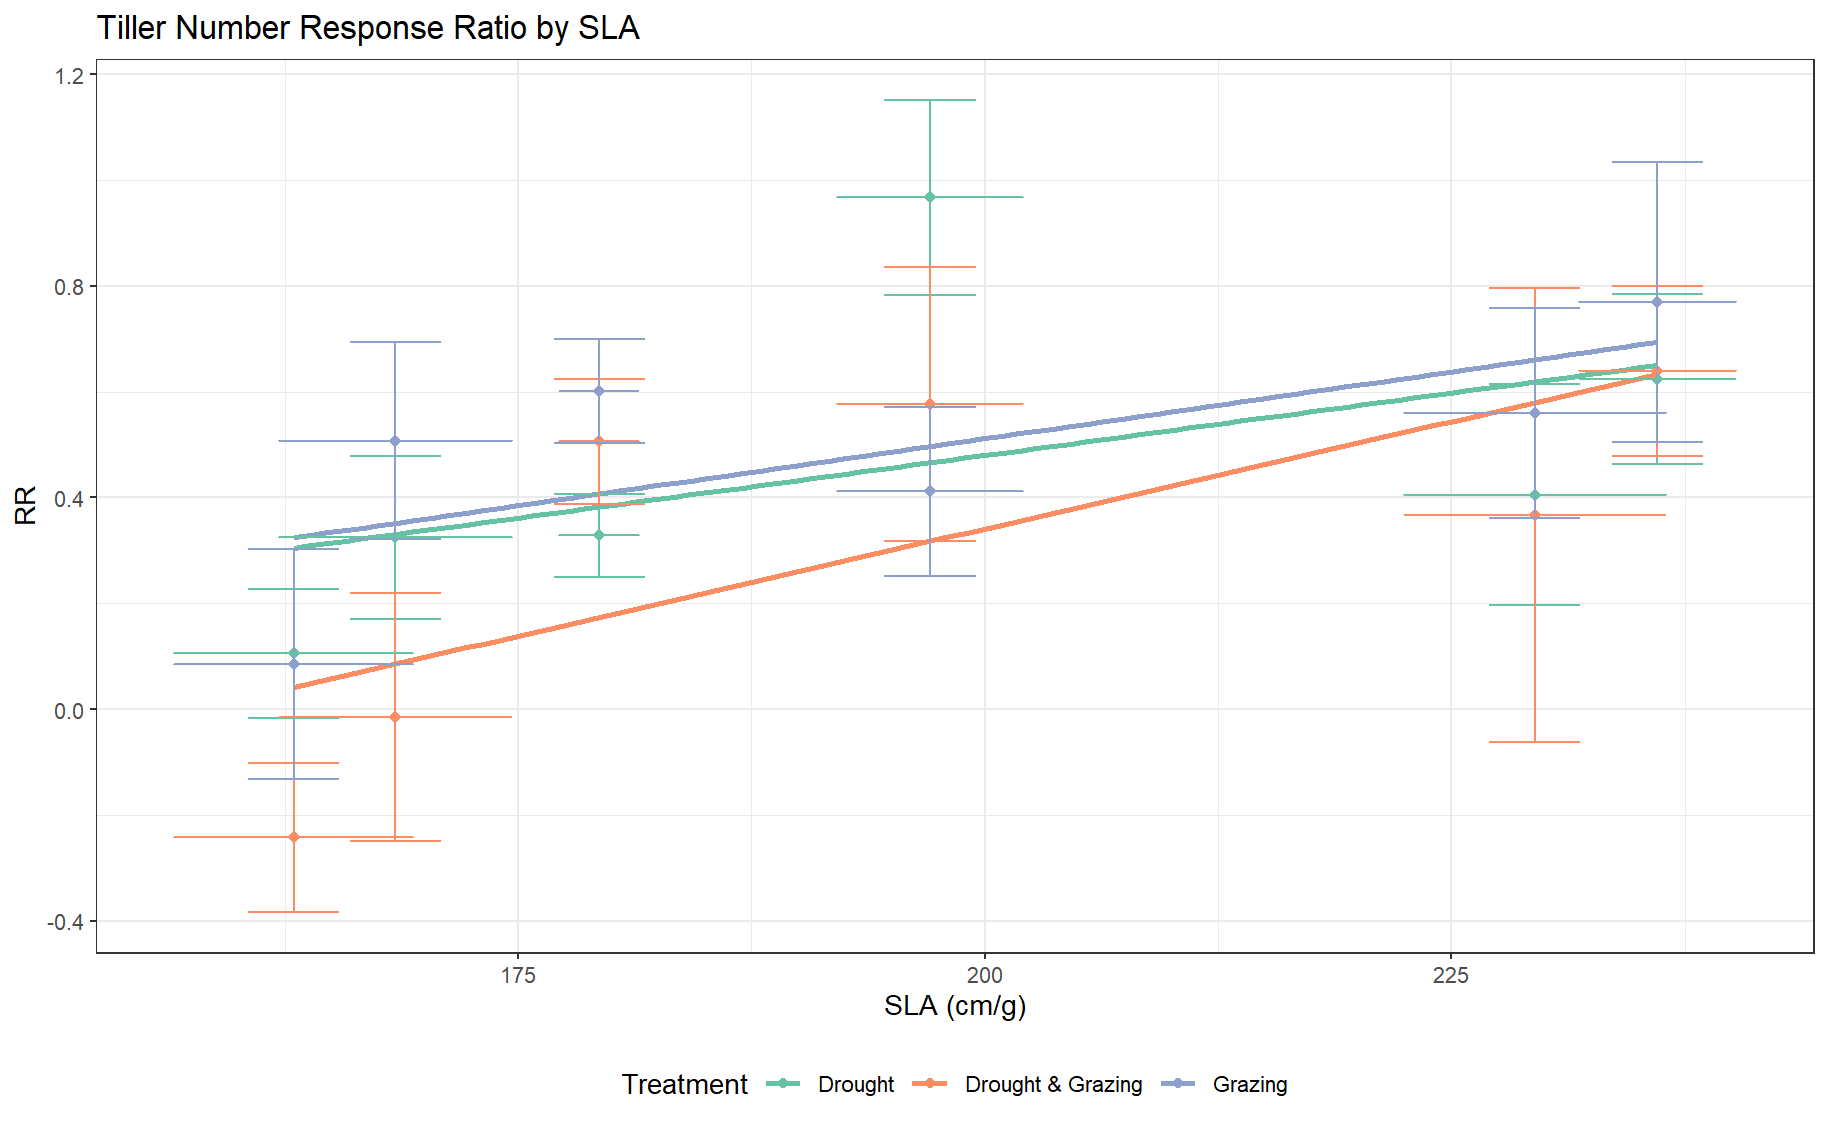 Tiller Number Response Ratio by SLA
1.2
0.8
0.4
0.0
-0.4
RR
175 200 225
SLA (cm/g)
Treatment Drought Drought & Grazing Grazing